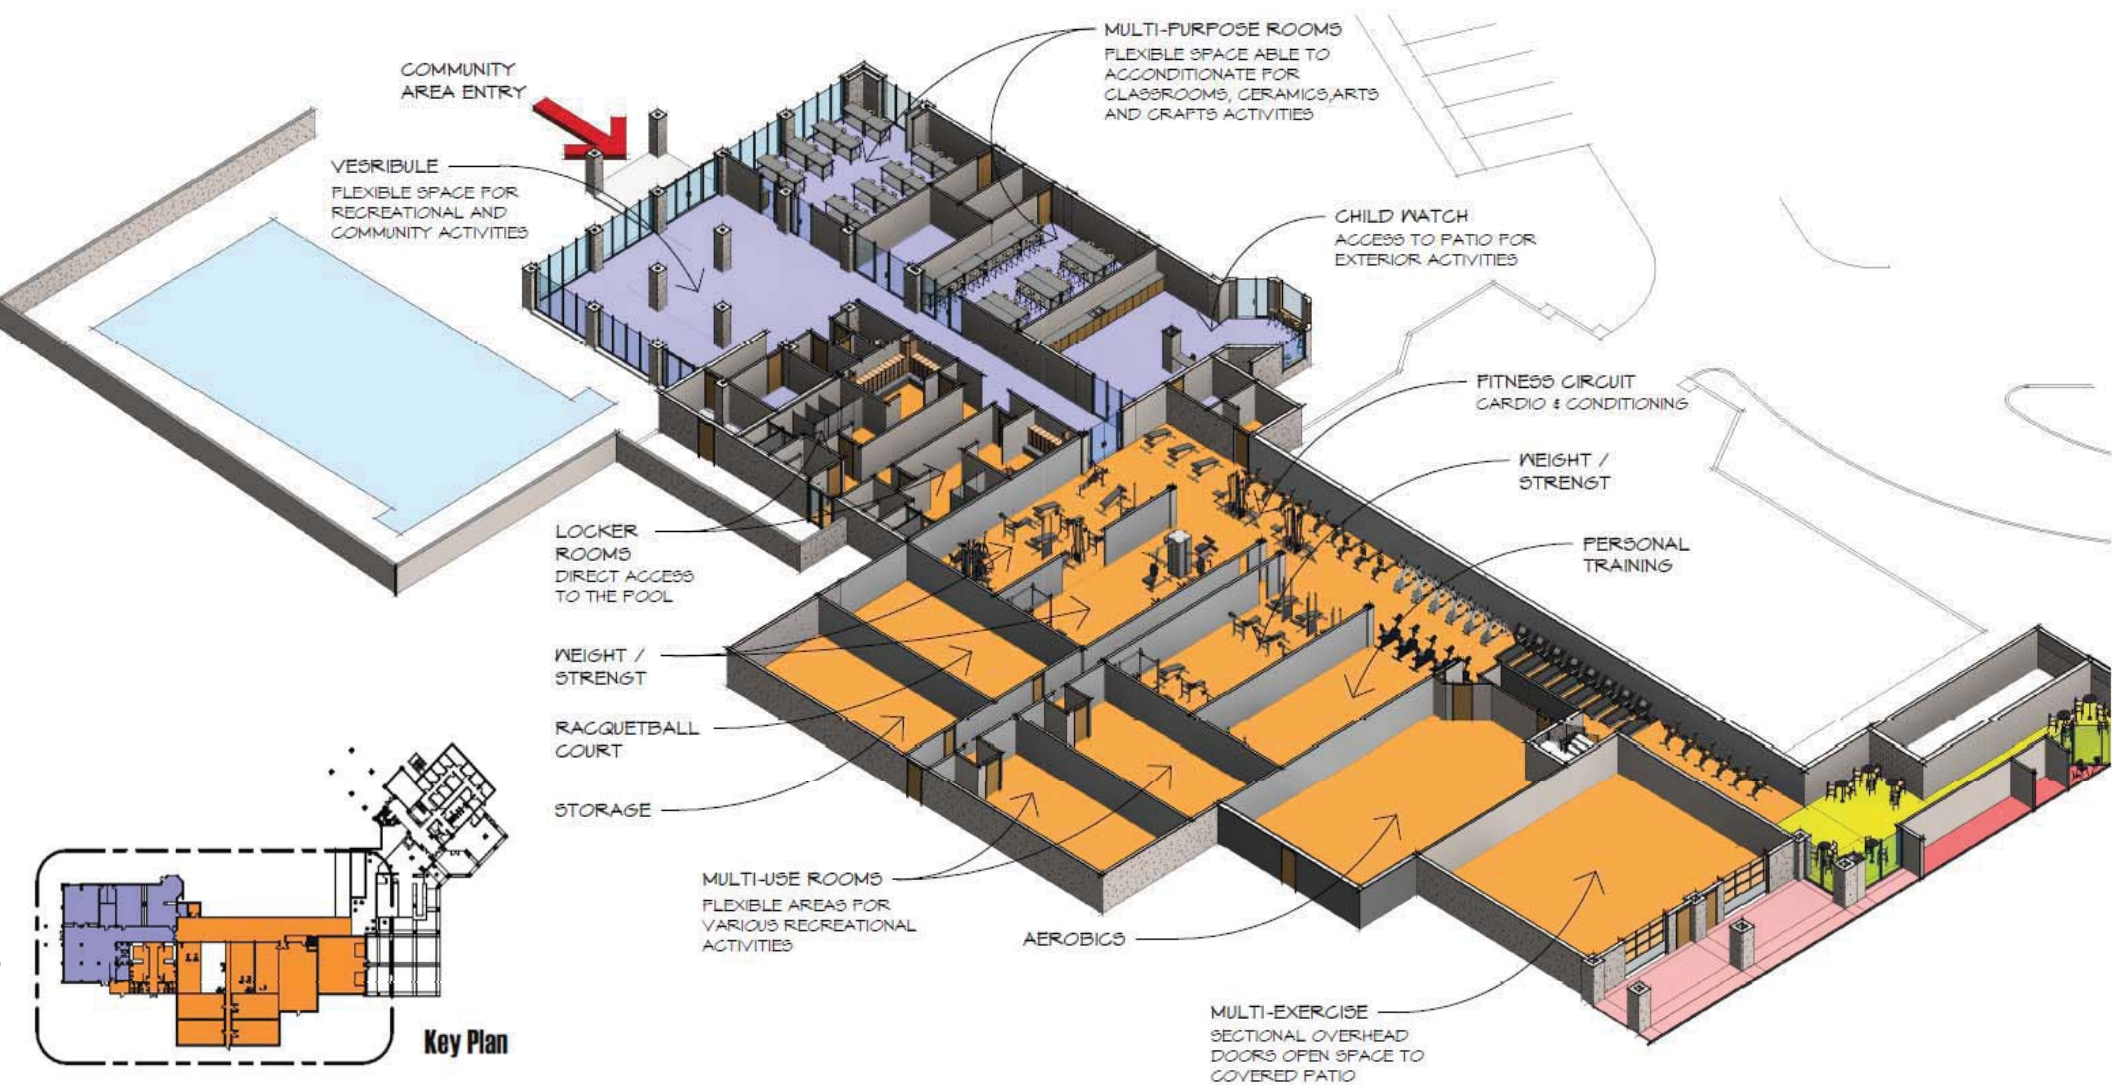 COMMUNITY
AREA ENTRY
VESRIBULE
FLEXIBLE SPACE FOR
RECREATIONAL AND
COMMUNITY ACTIVITIES
MULTI-PURPOSE ROOMS
FLEXIBLE SPACE ABLE TO
ACCONDITIONATE FOR
CLASSROOMS, CERAMICS,ARTS
AND CRAFTS ACTIVITIES
CHILD WATCH
ACCESS TO PATIO FOR
EXTERIOR ACTIVITIES
FITNESS CIRCUIT
CARDIO & CONDITIONING
WEIGHT /
STRENGT
PERSONAL
TRAINING
LOCKER
ROOMS
DIRECT ACCESS
TO THE POOL
WEIGHT /
STRENGT
RACQUETBALL
COURT
STORAGE
MULTI-USE ROOMS
FLEXIBLE AREAS FOR
VARIOUS RECREATIONAL
ACTIVITIES
AEROBICS
MULTI-EXERCISE
SECTIONAL OVERHEAD
DOORS OPEN SPACE TO
COVERED PATIO
Key Plan